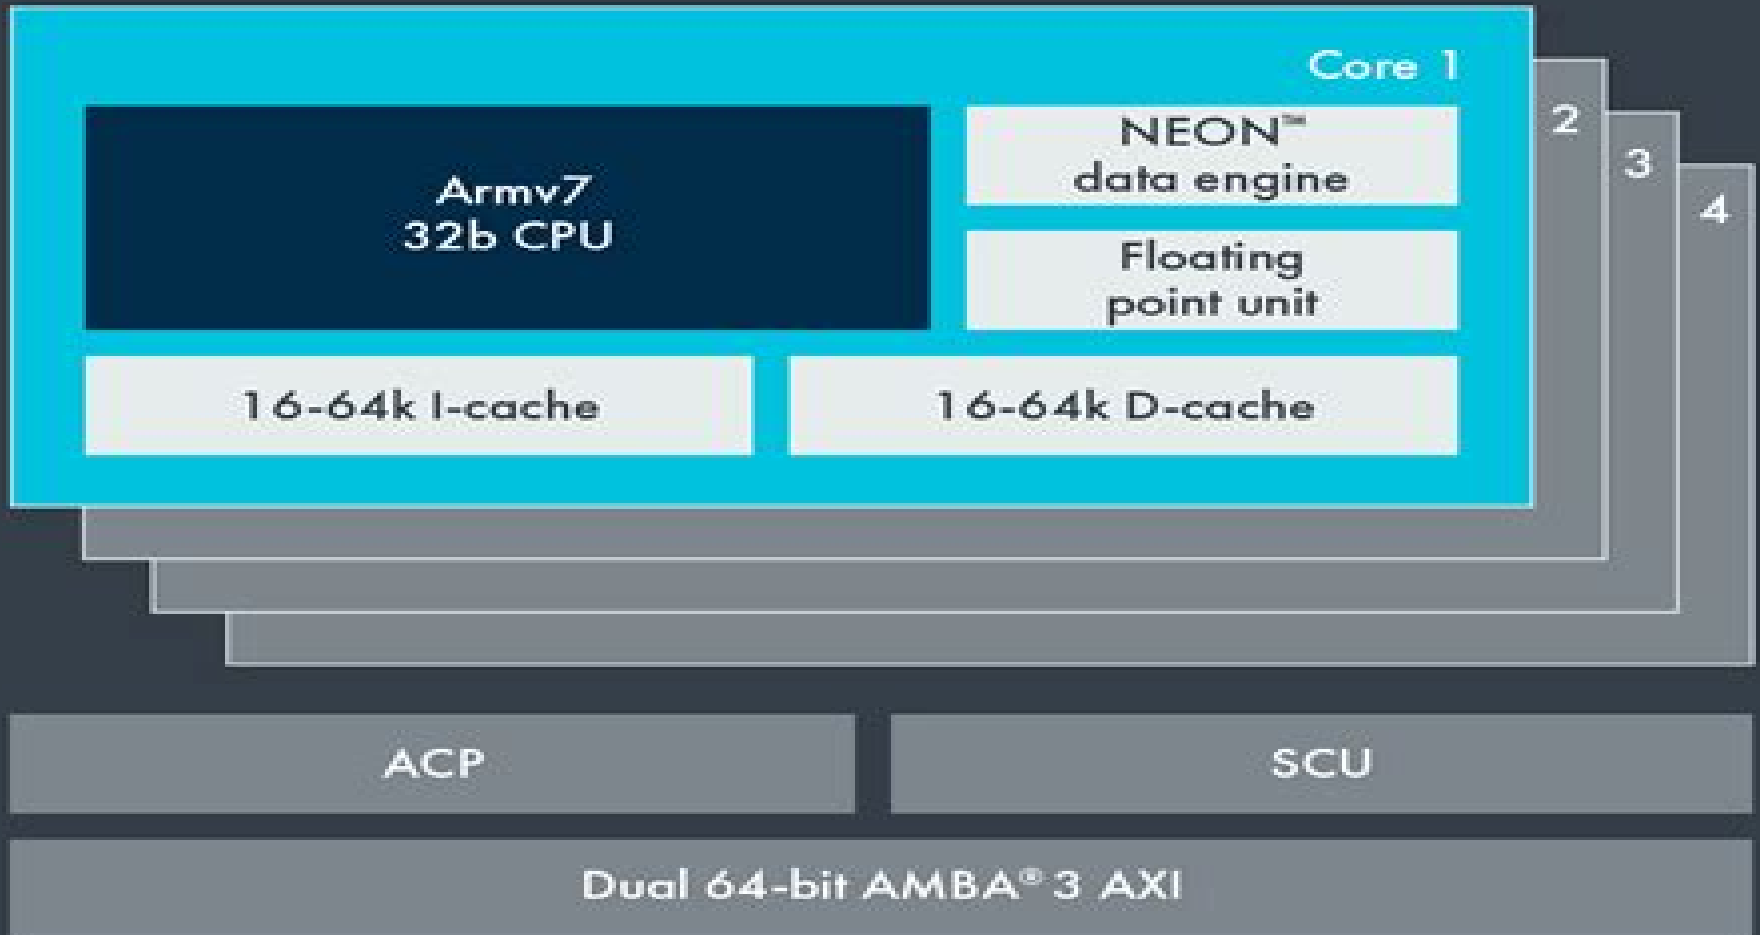 Core 1
2
3
4
Armv7
32b CPU
NEON™
data engine
Floating
point unit
16-64k I-cache
16-64k D-cache
ACP
SCU
Dual 64-bit AMBA® 3 AXI